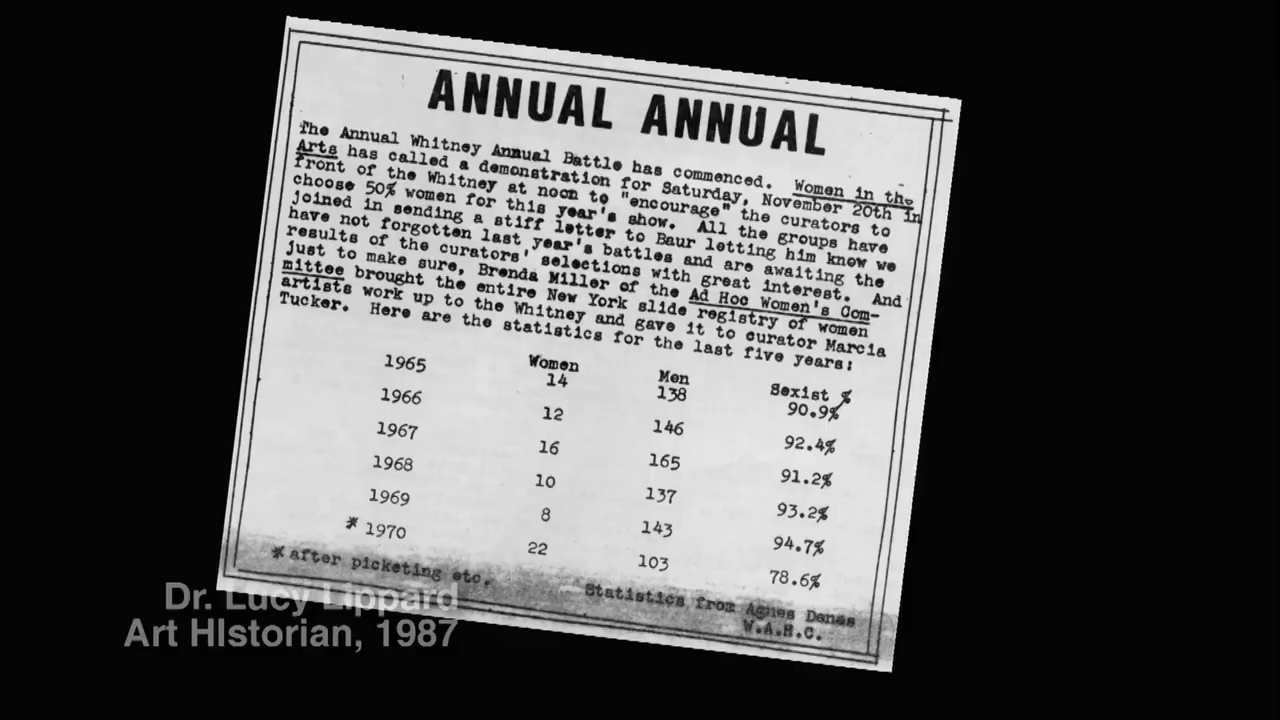 ANNUAL ANNUAL
The Annual Whitney Annual Battle has commenced. Women in the
Arts has called a demonstration for Saturday, November 20th in
front of the Whitney at noon to "encourage" the curators to
choose 50% women for this year's show. All the groups have
joined in sending a stiff letter to Baur letting him know we
have not forgotten last year's battles and are awaiting the
results of the curators' selections with great interest. And
just to make sure, Brenda Miller of the Ad Hoc Women's Com-
mittee brought the entire New York slide registry of women
artists work up to the Whitney and gave it to curator Marcia
Tucker. Here are the statistics for the last five years:
Women Men Sexist %
1965 14 138 90.9%
1966 12 146 92.4%
1967 16 165 91.2%
1968 10 137 93.2%
1969 8 143 94.7%
* 1970 22 103 78.6%
* after picketing etc.
Statistics from Agnes Denes
W.A.H.C.
Dr. Lucy Lippard
Art HIstorian, 1987